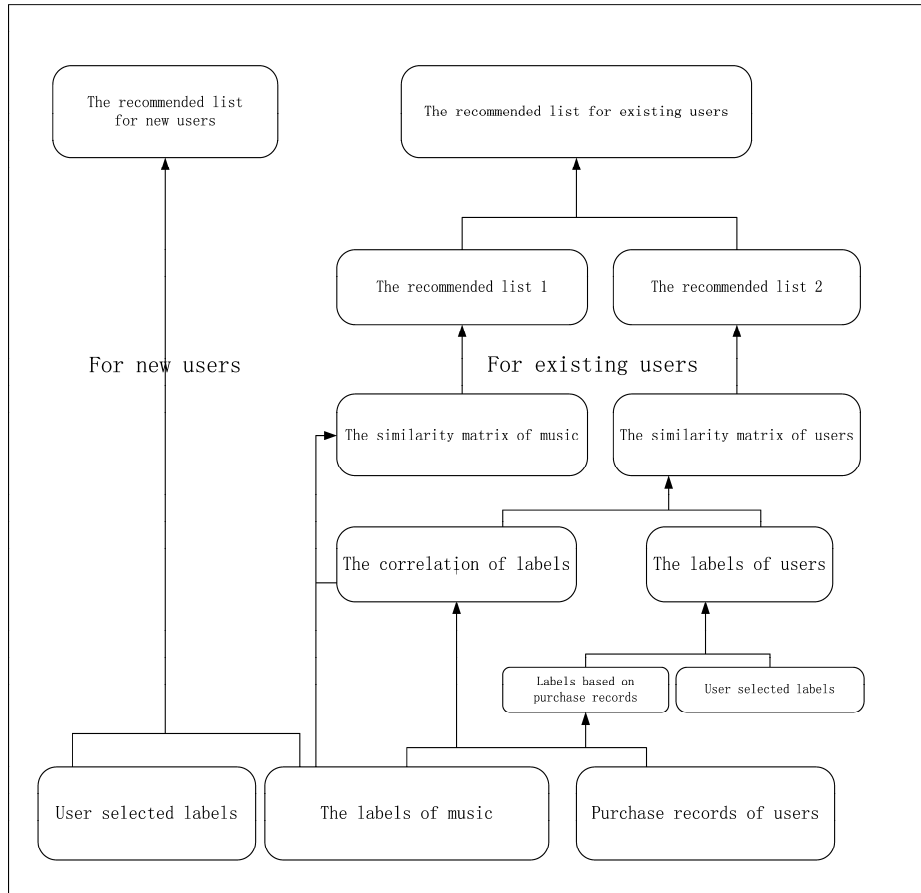 The recommended list
for new users
The recommended list for existing users
The recommended list 1
The recommended list 2
For new users
For existing users
The similarity matrix of music
The similarity matrix of users
The correlation of labels
The labels of users
Labels based on
purchase records
User selected labels
User selected labels
The labels of music
Purchase records of users